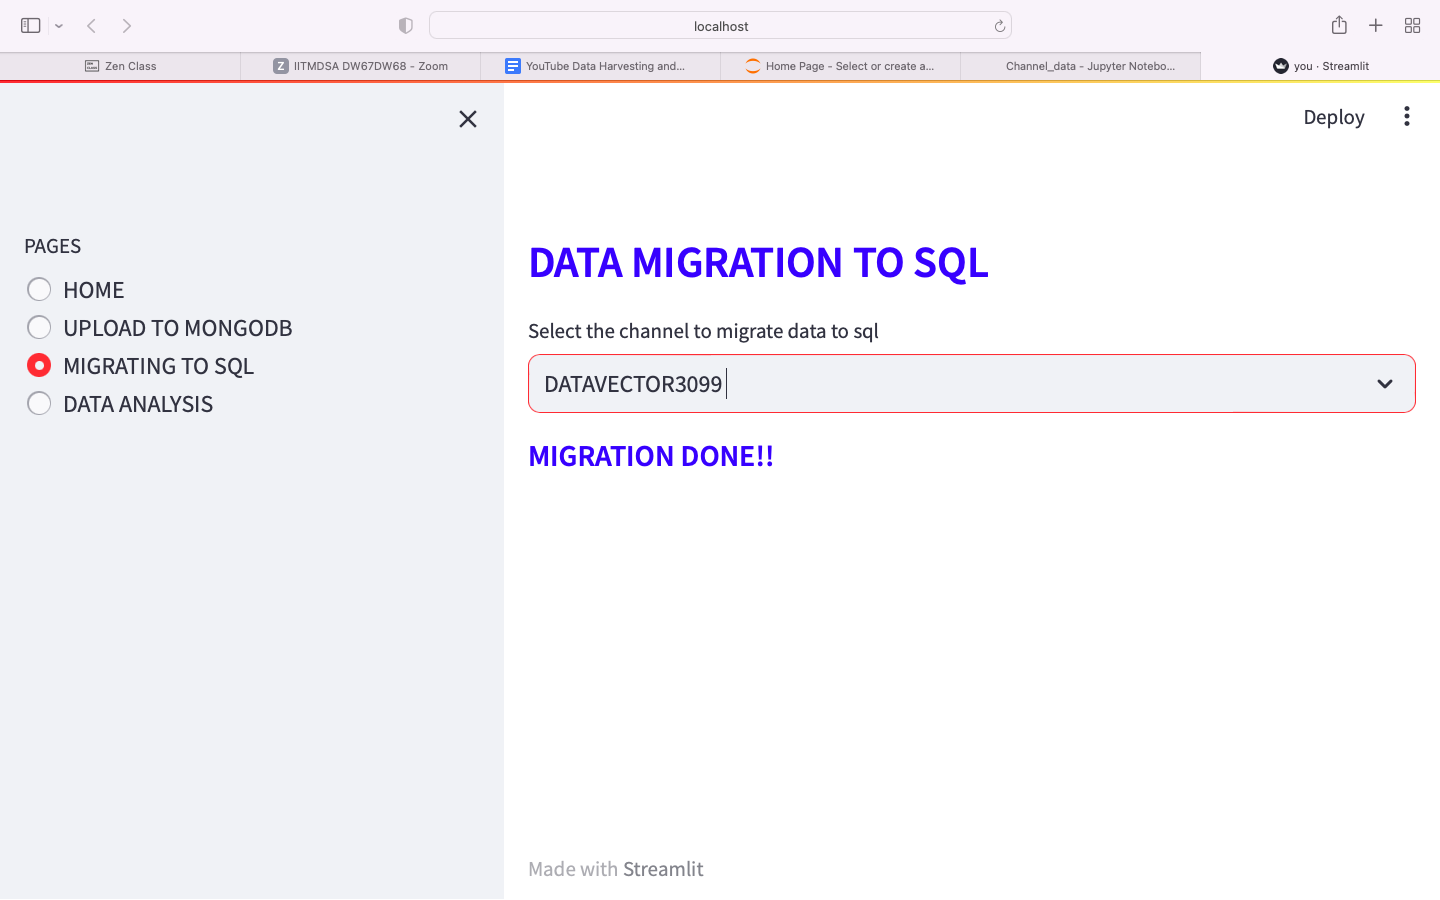 localhost
Zen Class
Z IITMDSA DW67DW68 - Zoom
YouTube Data Harvesting and...
Home Page - Select or create a...
Channel_data - Jupyter Notebo...
you · Streamlit
Deploy
PAGES
HOME
UPLOAD TO MONGODB
MIGRATING TO SQL
DATA ANALYSIS
DATA MIGRATION TO SQL
Select the channel to migrate data to sql
DATAVECTOR3099
MIGRATION DONE!!
Made with Streamlit